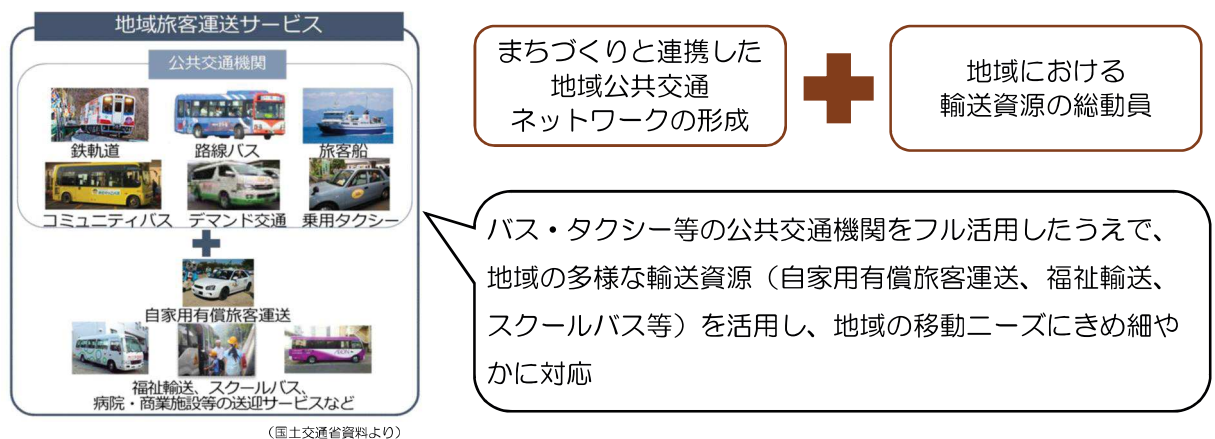 地域旅客運送サービス
公共交通機関
鉄軌道
路線バス
旅客船
コミュニティバス
デマンド交通
乗用タクシー
自家用有償旅客運送
福祉輸送、スクールバス、
病院・商業施設等の送迎サービスなど
（国土交通省資料より）
まちづくりと連携した
地域公共交通
ネットワークの形成
地域における
輸送資源の総動員
バス・タクシー等の公共交通機関をフル活用したうえで、
地域の多様な輸送資源（自家用有償旅客運送、福祉輸送、
スクールバス等）を活用し、地域の移動ニーズにきめ細や
かに対応